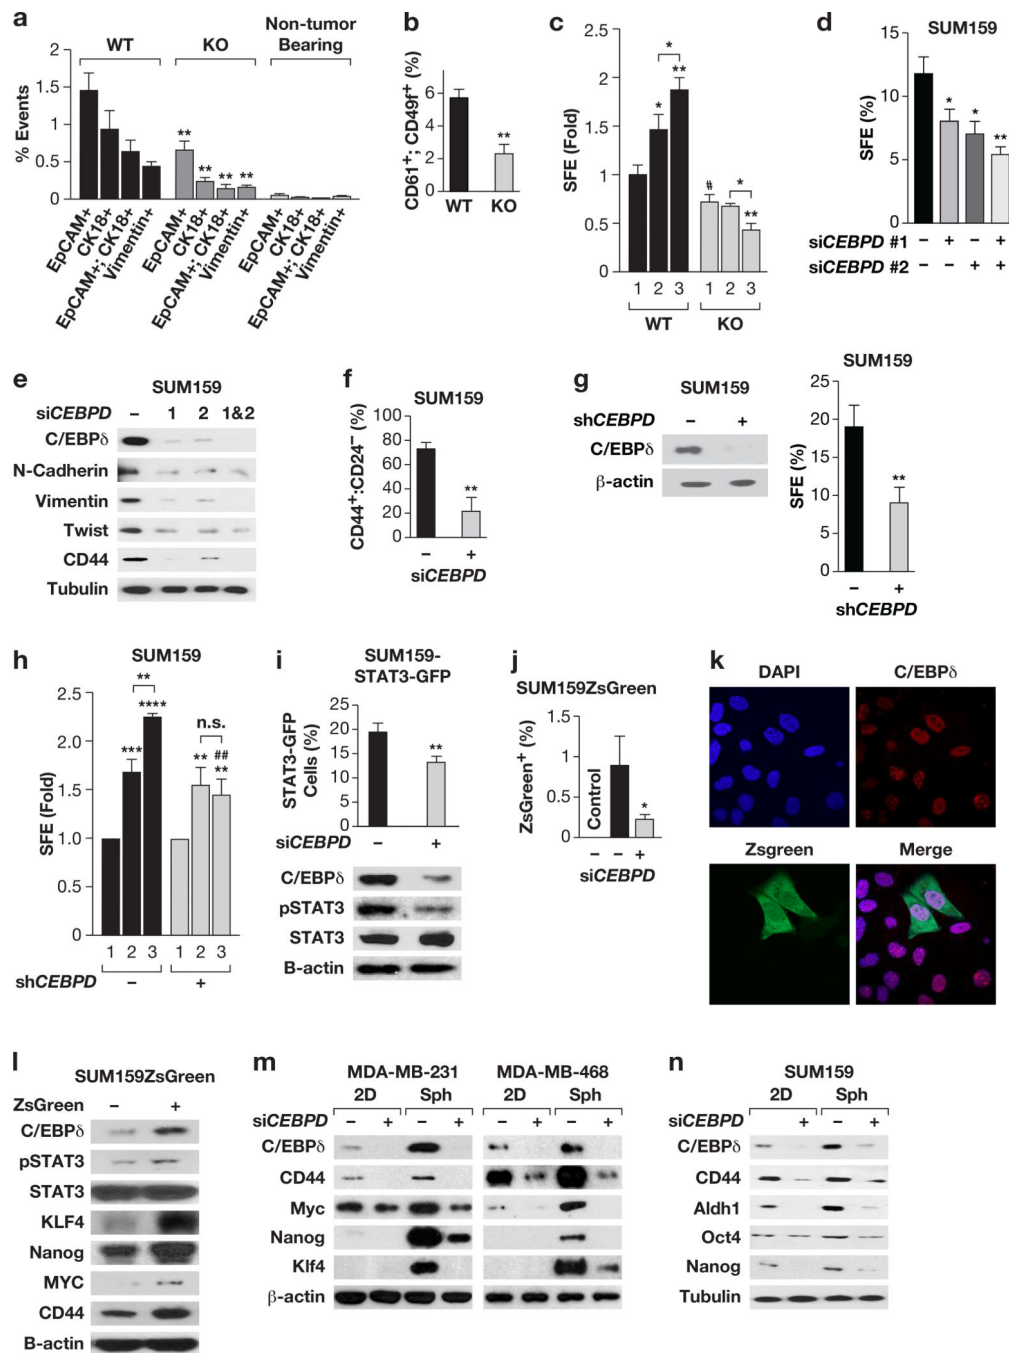 a
WT
KO
Non-tumor
Bearing
% Events
2
1.5
1
0.5
0
** ** ** **
EpCAM+
CK18+
EpCAM+; CK18+
Vimentin+
EpCAM+
CK18+
EpCAM+; CK18+
Vimentin+
EpCAM+
CK18+
EpCAM+; CK18+
Vimentin+
b
CD61⁺; CD49f⁺ (%)
6
4
2
0
**
WT KO
c
SFE (Fold)
2.5
2.0
1.5
1.0
0.5
0
*
* **
# * **
1 2 3 1 2 3
WT KO
d
SUM159
SFE (%)
15
10
5
0
* * **
siCEBPD #1 – + – +
siCEBPD #2 – – + +
e
SUM159
siCEBPD – 1 2 1&2
C/EBPδ
N-Cadherin
Vimentin
Twist
CD44
Tubulin
f
SUM159
CD44⁺:CD24⁻ (%)
100
80
60
40
20
0
**
– +
siCEBPD
g
SUM159
shCEBPD – +
C/EBPδ
β-actin
SUM159
SFE (%)
25
20
15
10
5
0
**
– +
shCEBPD
h
SUM159
SFE (Fold)
2.5
2.0
1.5
1.0
0.5
0
**
*** ****
n.s.
** ##
**
1 2 3 1 2 3
shCEBPD – +
i
SUM159-
STAT3-GFP
STAT3-GFP
Cells (%)
25
20
15
10
5
0
**
siCEBPD – +
C/EBPδ
pSTAT3
STAT3
B-actin
j
SUM159ZsGreen
ZsGreen⁺ (%)
1.5
1
0.5
0
Control
*
– – +
siCEBPD
k
DAPI C/EBPδ
Zsgreen Merge
l
SUM159ZsGreen
ZsGreen – +
C/EBPδ
pSTAT3
STAT3
KLF4
Nanog
MYC
CD44
B-actin
m
MDA-MB-231 MDA-MB-468
2D Sph 2D Sph
siCEBPD – + – + – + – +
C/EBPδ
CD44
Myc
Nanog
Klf4
β-actin
n
SUM159
2D Sph
siCEBPD – + – +
C/EBPδ
CD44
Aldh1
Oct4
Nanog
Tubulin